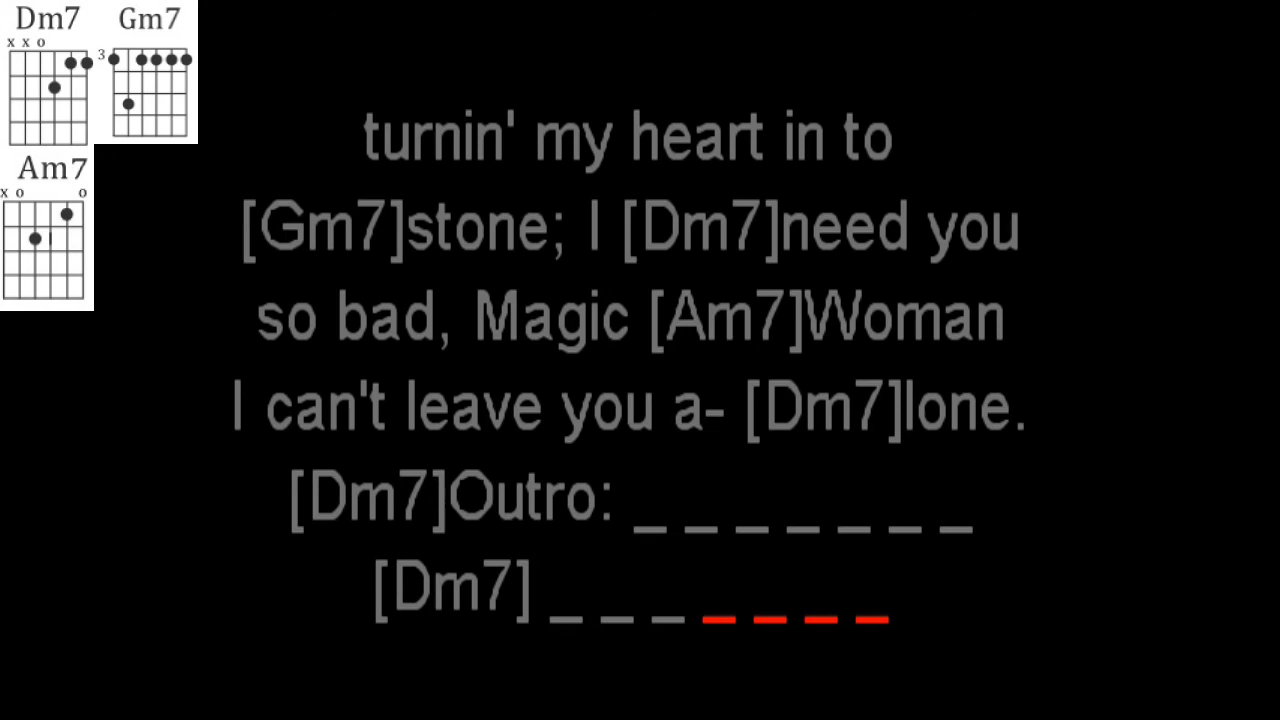 Dm7 Gm7
x x o
3
Am7
x o o
turnin' my heart in to
[Gm7]stone; I [Dm7]need you
so bad, Magic [Am7]Woman
I can't leave you a- [Dm7]lone.
[Dm7]Outro: _ _ _ _ _ _ _
[Dm7] _ _ _ _ _ _ _